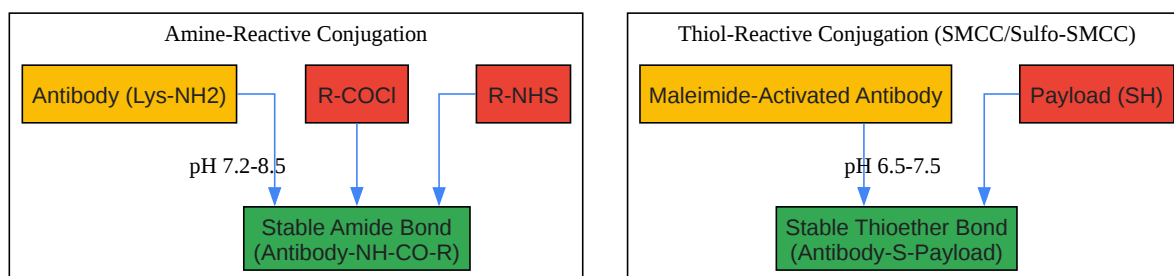 Amine-Reactive Conjugation
Antibody (Lys-NH2)
R-COCl
R-NHS
pH 7.2-8.5
Stable Amide Bond
(Antibody-NH-CO-R)
Thiol-Reactive Conjugation (SMCC/Sulfo-SMCC)
Maleimide-Activated Antibody
Payload (SH)
pH 6.5-7.5
Stable Thioether Bond
(Antibody-S-Payload)